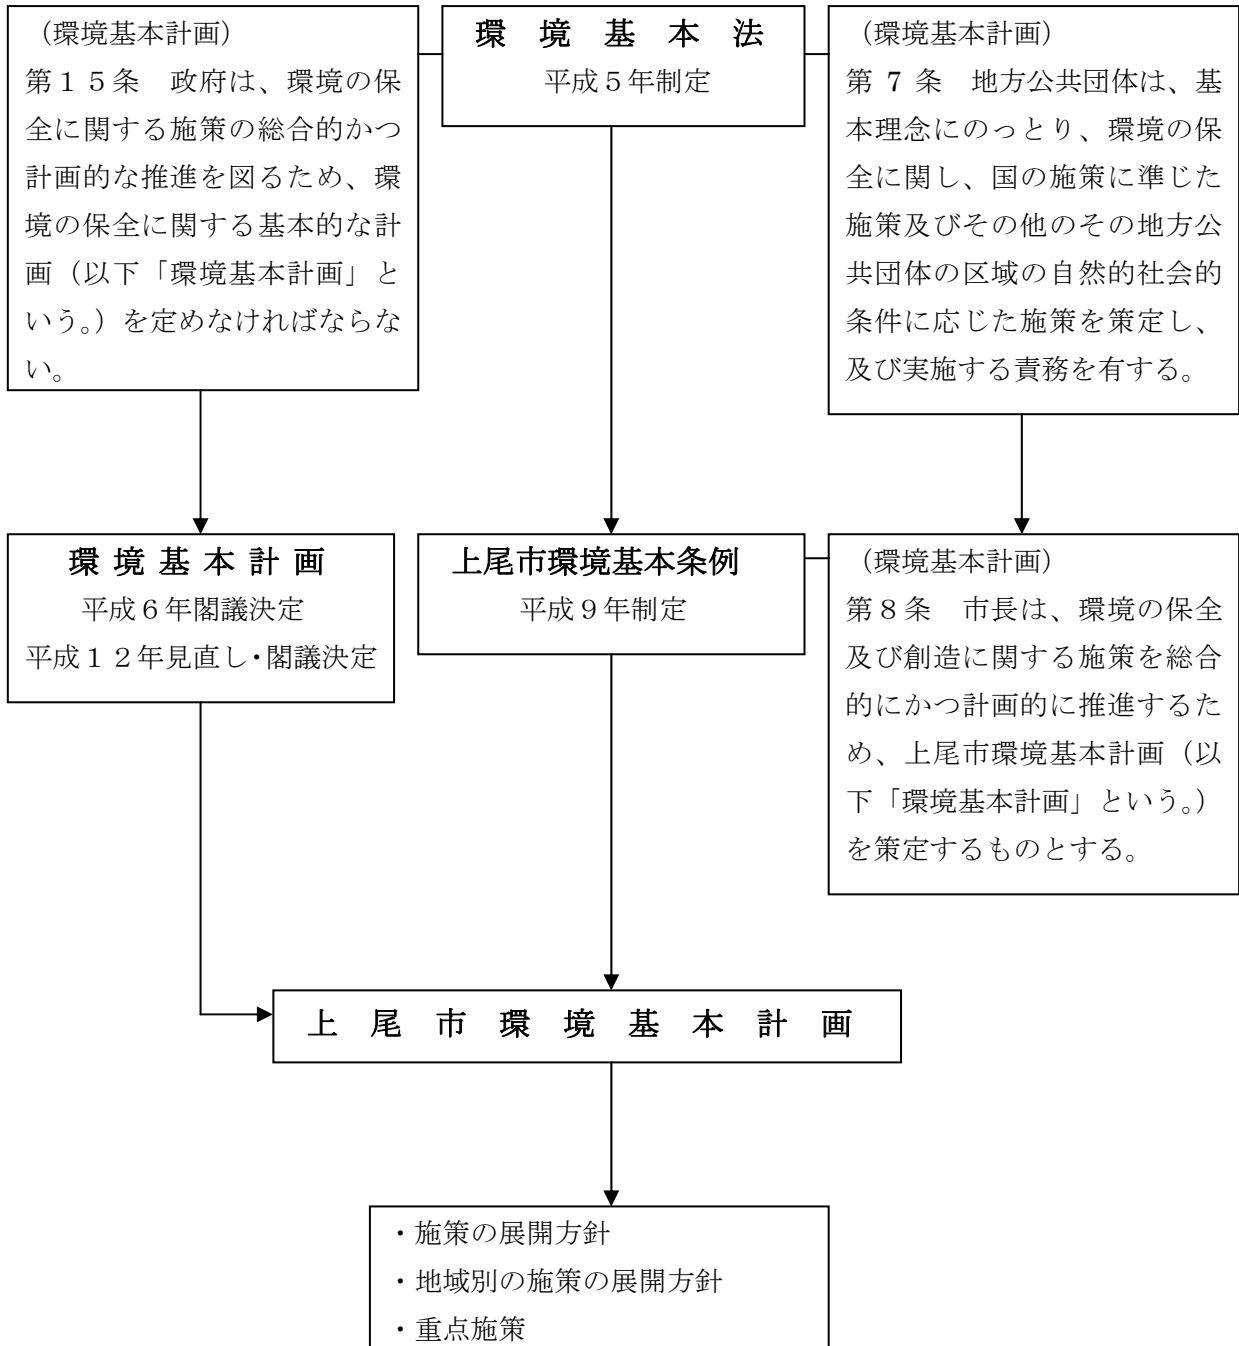 （環境基本計画）
第１５条　政府は、環境の保
全に関する施策の総合的かつ
計画的な推進を図るため、環
境の保全に関する基本的な計
画（以下「環境基本計画」と
いう。）を定めなければならな
い。
環　境　基　本　法
平成５年制定
（環境基本計画）
第 7 条　地方公共団体は、基
本理念にのっとり、環境の保
全に関し、国の施策に準じた
施策及びその他のその地方公
共団体の区域の自然的社会的
条件に応じた施策を策定し、
及び実施する責務を有する。
環 境 基 本 計 画
平成６年閣議決定
平成１２年見直し・閣議決定
上尾市環境基本条例
平成９年制定
（環境基本計画）
第８条　市長は、環境の保全
及び創造に関する施策を総合
的にかつ計画的に推進するた
め、上尾市環境基本計画（以
下「環境基本計画」という。）
を策定するものとする。
上　尾　市　環　境　基　本　計　画
・施策の展開方針
・地域別の施策の展開方針
・重点施策